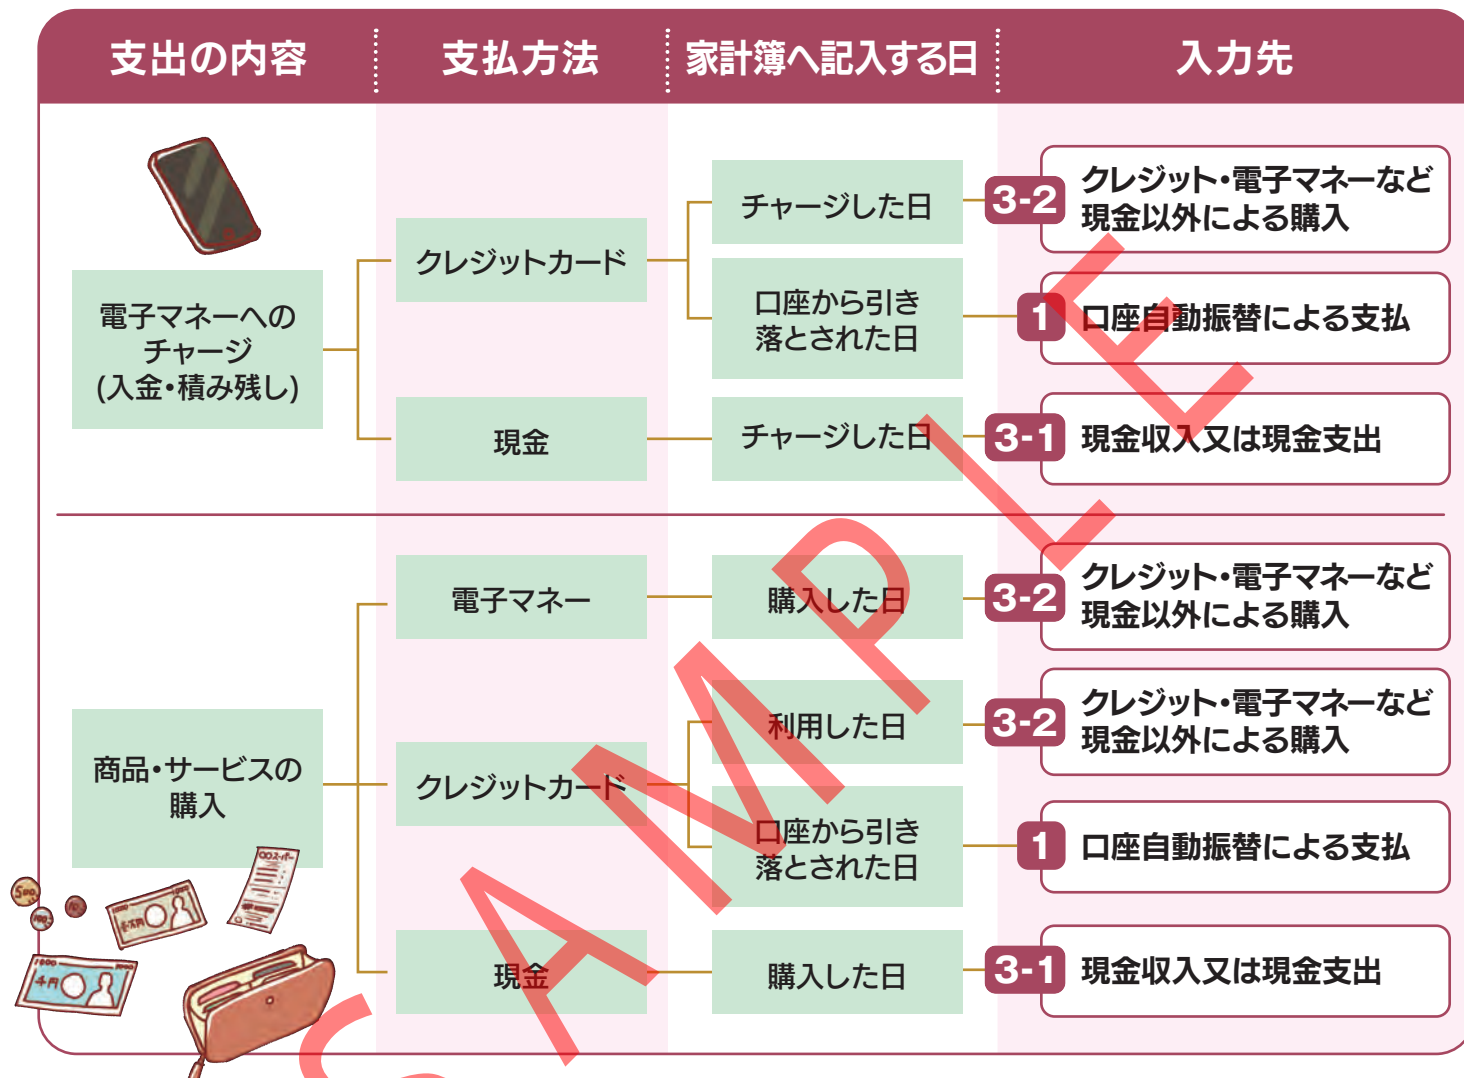 支出の内容
支払方法
家計簿へ記入する日
入力先
電子マネーへの
チャージ
(入金・積み残し)
クレジットカード
チャージした日
3-2
クレジット・電子マネーなど
現金以外による購入
口座から引き
落とされた日
1
口座自動振替による支払
現金
チャージした日
3-1
現金収入又は現金支出
商品・サービスの
購入
電子マネー
購入した日
3-2
クレジット・電子マネーなど
現金以外による購入
クレジットカード
利用した日
3-2
クレジット・電子マネーなど
現金以外による購入
口座から引き
落とされた日
1
口座自動振替による支払
現金
購入した日
3-1
現金収入又は現金支出
〇〇スーパー
500
100
10
1000
千円
SAMPLE